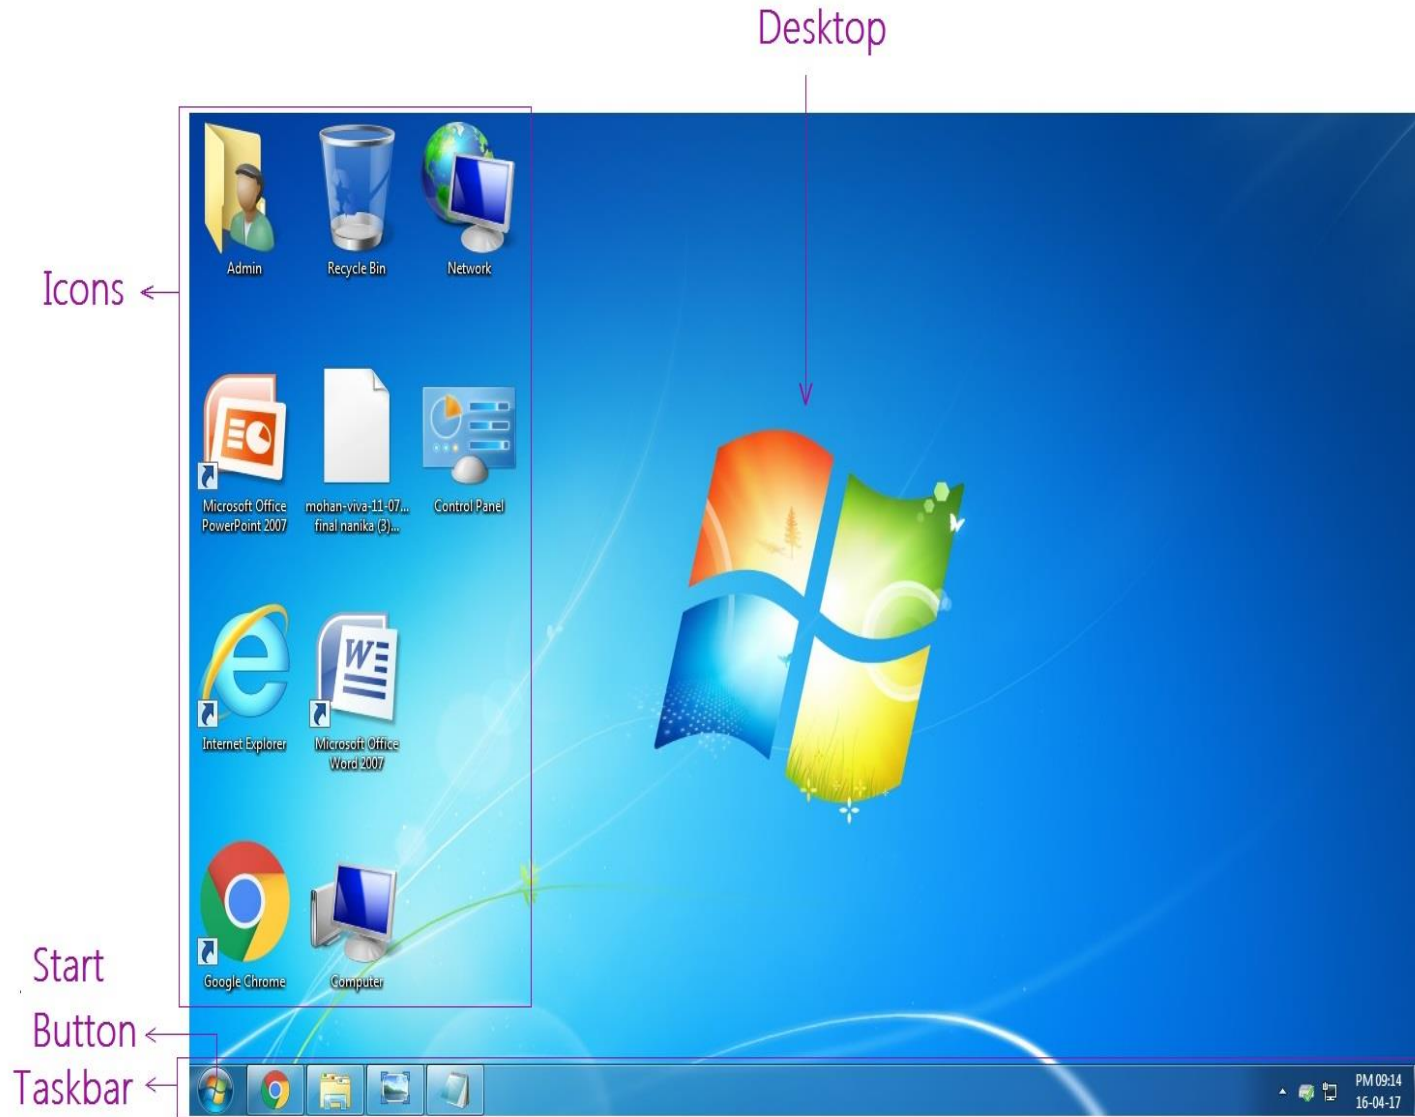 Desktop
Icons
Admin
Recycle Bin
Network
Microsoft Office
PowerPoint 2007
mohan-viva-11-07...
final nanika (3)...
Control Panel
Internet Explorer
Microsoft Office
Word 2007
Google Chrome
Computer
Start
Button
Taskbar
PM 09:14
16-04-17